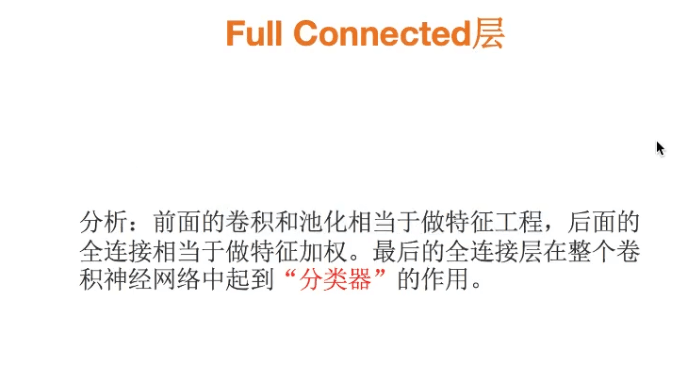 Full Connected层
分析：前面的卷积和池化相当于做特征工程，后面的
全连接相当于做特征加权。最后的全连接层在整个卷
积神经网络中起到“分类器”的作用。